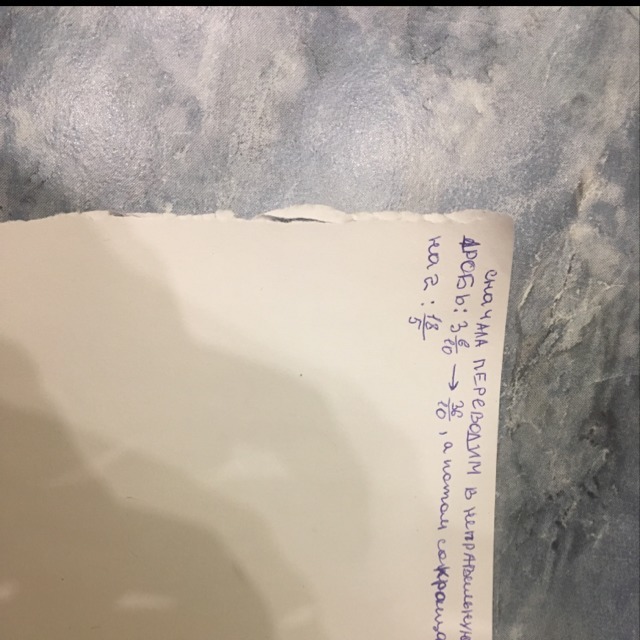 сначала переводим в неправильную
дробь: 3 6/10 → 36/10, а потом сокраща
на 2: 18/5